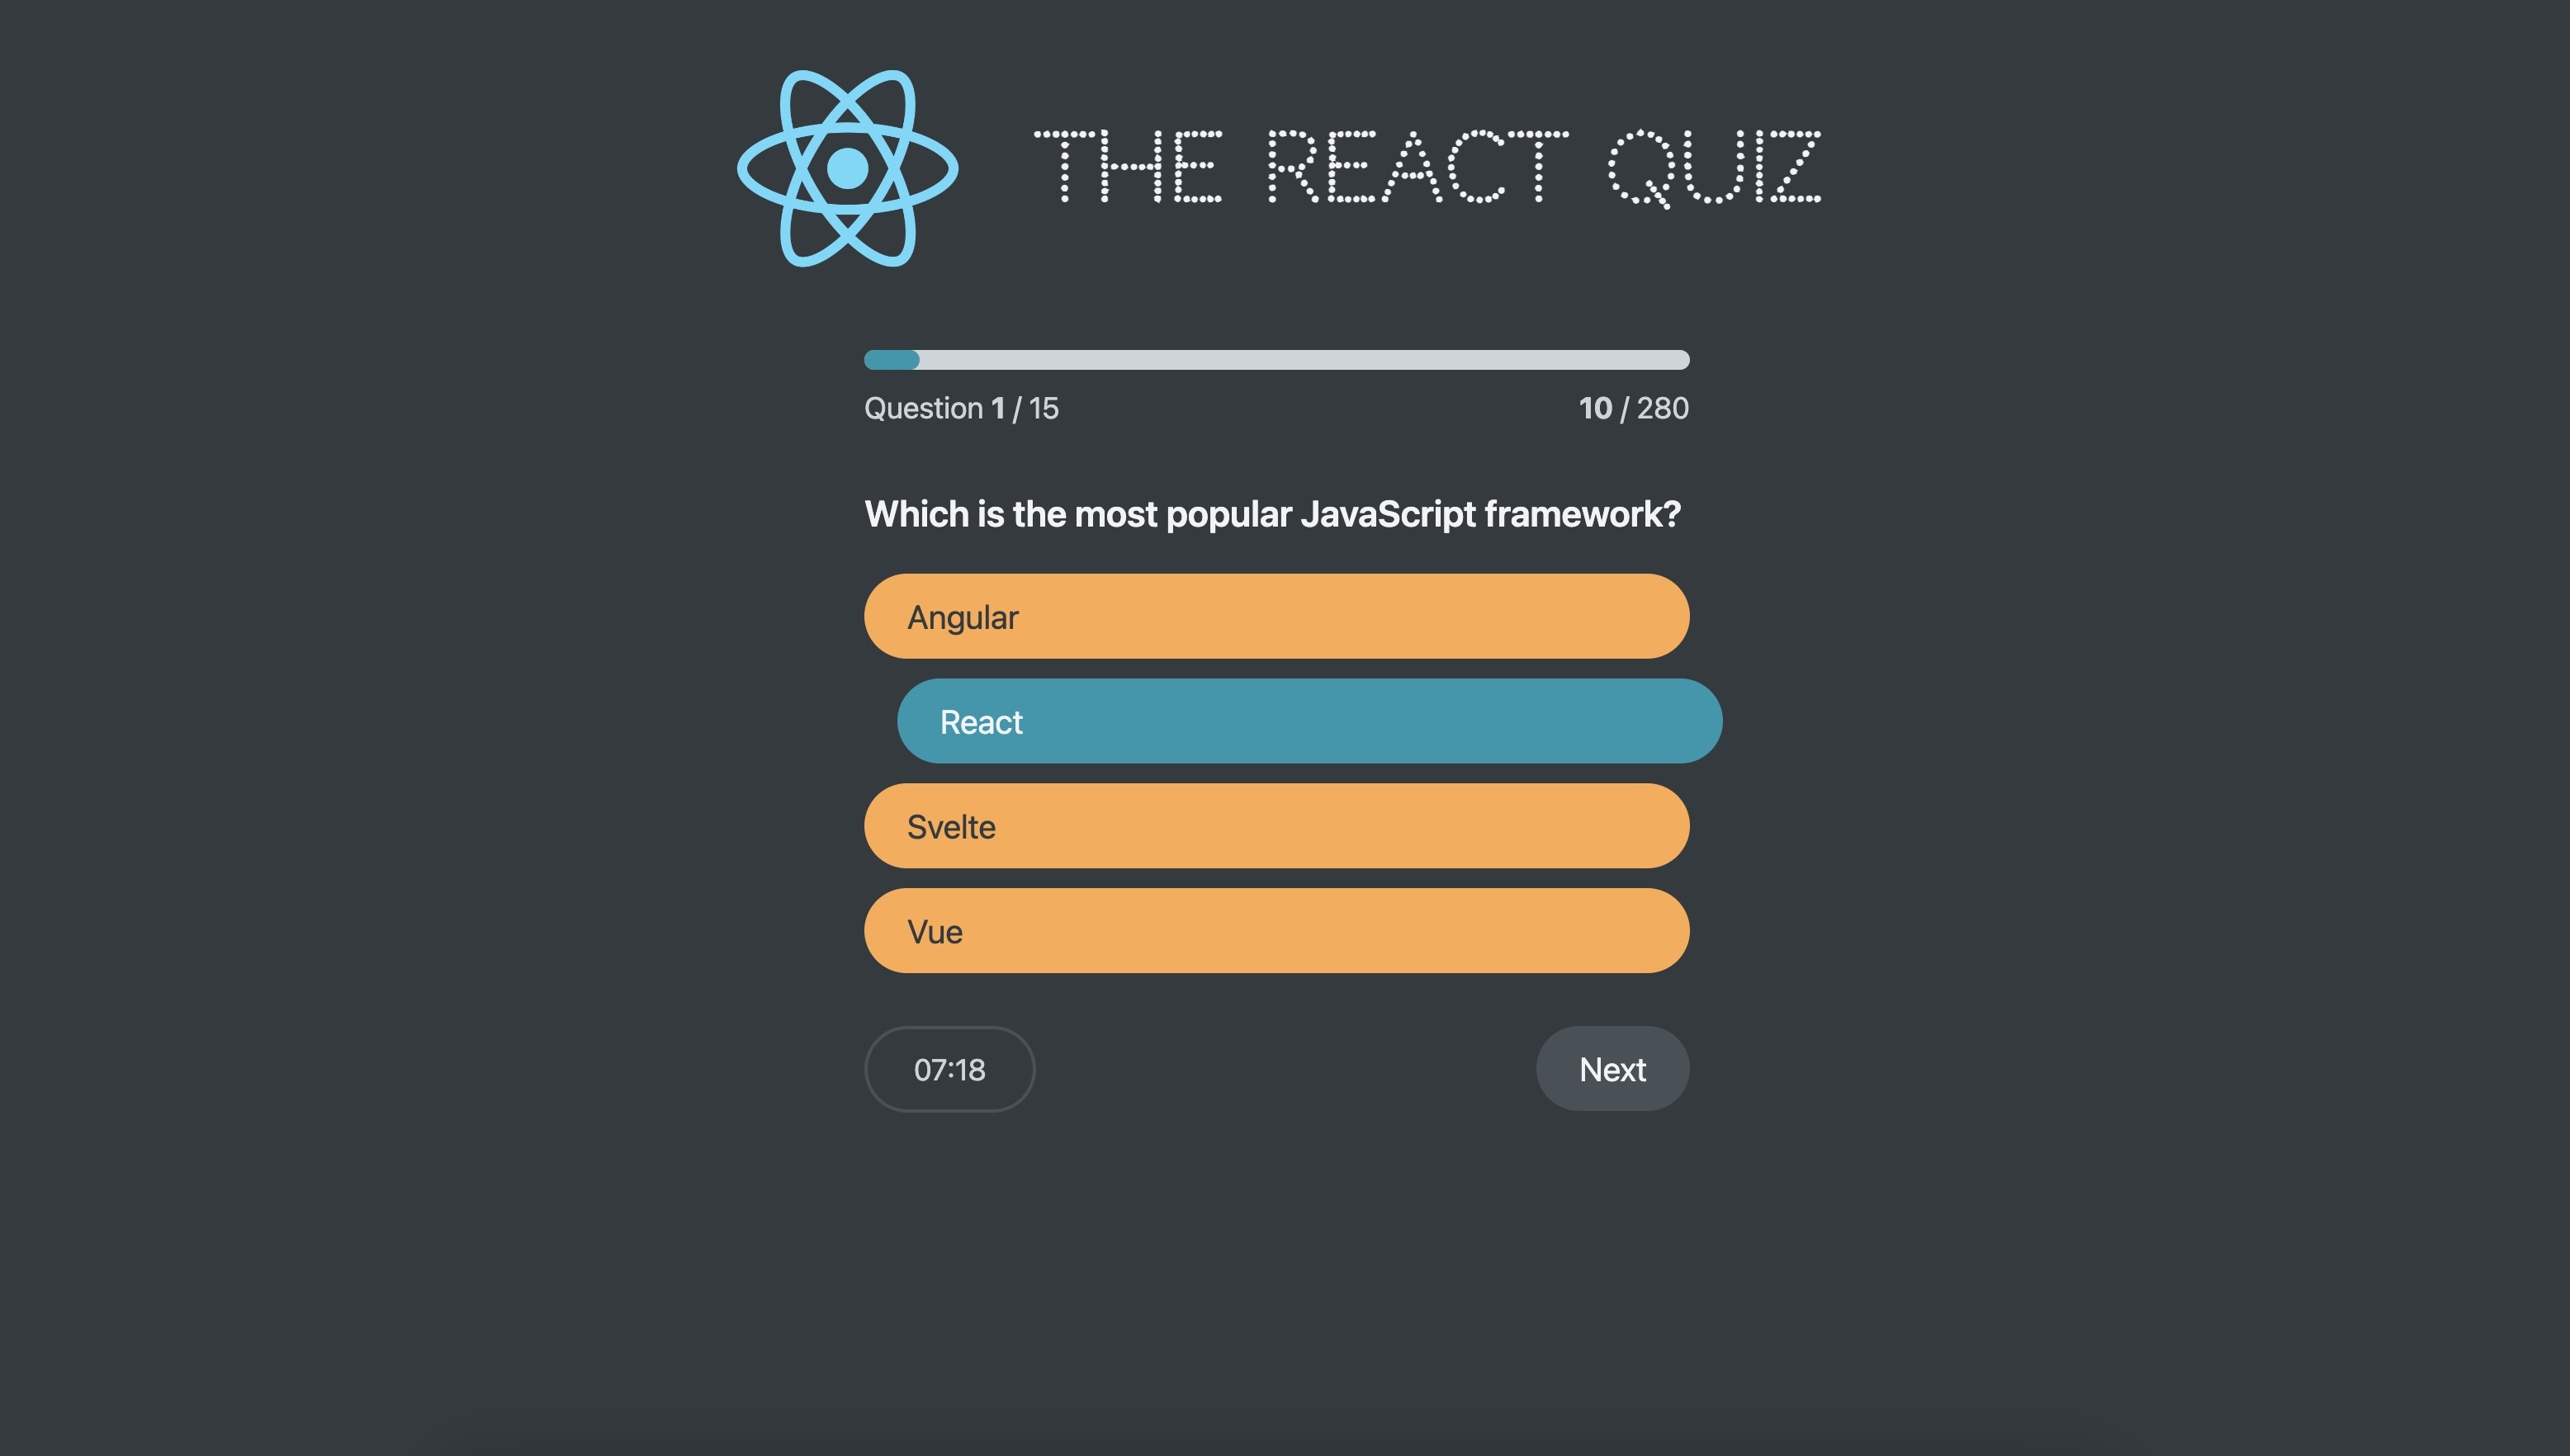 THE REACT QUIZ
Question 1 / 15
10 / 280
Which is the most popular JavaScript framework?
Angular
React
Svelte
Vue
07:18
Next